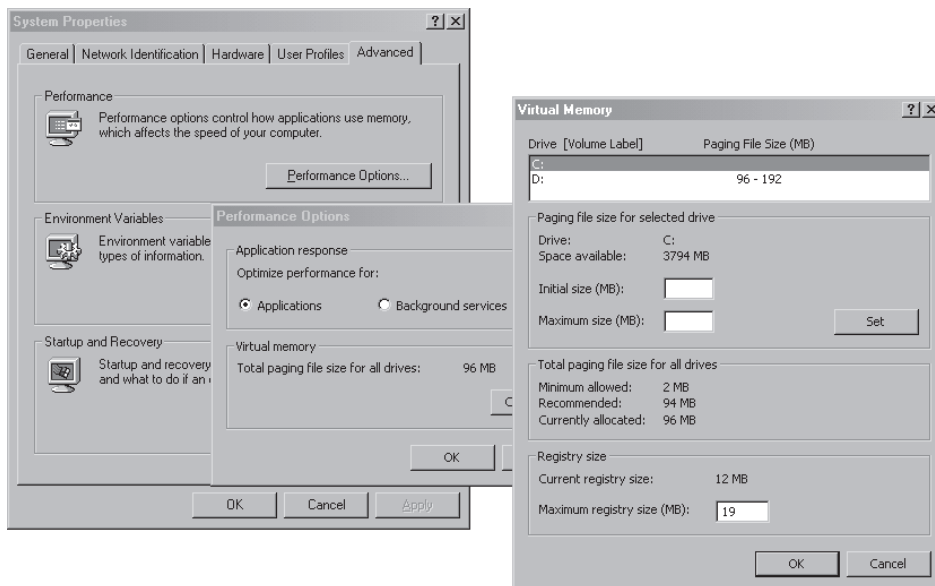 System Properties
General
Network Identification
Hardware
User Profiles
Advanced
Performance
Performance options control how applications use memory,
which affects the speed of your computer.
Performance Options...
Environment Variables
Environment variable
types of information.
Startup and Recovery
Startup and recovery
and what to do if an
OK
Cancel
Apply
Performance Options
Application response
Optimize performance for:
Applications
Background services
Virtual memory
Total paging file size for all drives: 96 MB
C
OK
Virtual Memory
Drive [Volume Label] Paging File Size (MB)
C:
D: 96 - 192
Paging file size for selected drive
Drive: C:
Space available: 3794 MB
Initial size (MB):
Maximum size (MB):
Set
Total paging file size for all drives
Minimum allowed: 2 MB
Recommended: 94 MB
Currently allocated: 96 MB
Registry size
Current registry size: 12 MB
Maximum registry size (MB): 19
OK
Cancel